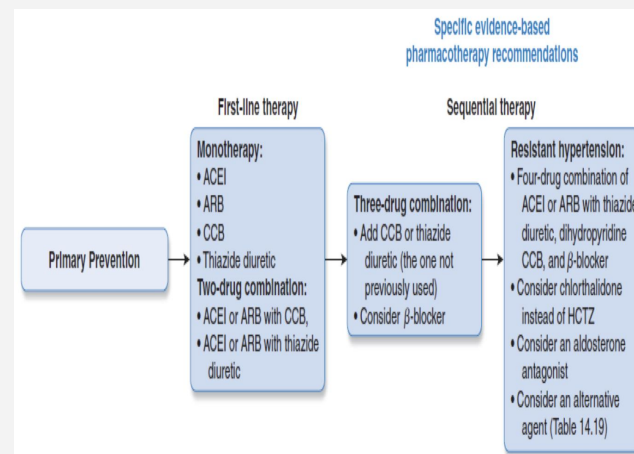 Specific evidence-based
pharmacotherapy recommendations
First-line therapy
Sequential therapy
Primary Prevention
Monotherapy:
• ACEI
• ARB
• CCB
• Thiazide diuretic
Two-drug combination:
• ACEI or ARB with CCB,
• ACEI or ARB with thiazide
diuretic
Three-drug combination:
• Add CCB or thiazide
diuretic (the one not
previously used)
• Consider β-blocker
Resistant hypertension:
• Four-drug combination of
ACEI or ARB with thiazide
diuretic, dihydropyridine
CCB, and β-blocker
• Consider chlorthalidone
instead of HCTZ
• Consider an aldosterone
antagonist
• Consider an alternative
agent (Table 14.19)